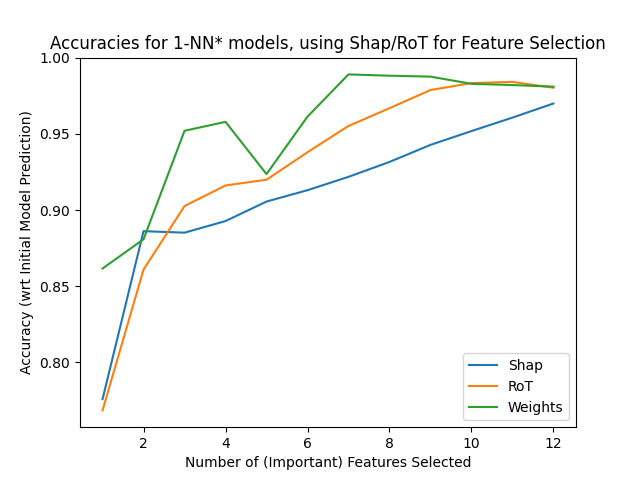 Accuracies for 1-NN* models, using Shap/RoT for Feature Selection
1.00
0.95
0.90
0.85
0.80
Accuracy (wrt Initial Model Prediction)
Shap
RoT
Weights
2 4 6 8 10 12
Number of (Important) Features Selected